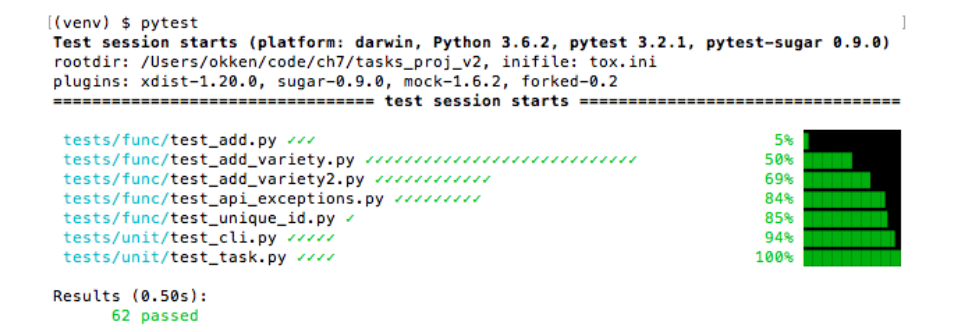 [(venv) $ pytest ]
Test session starts (platform: darwin, Python 3.6.2, pytest 3.2.1, pytest-sugar 0.9.0)
rootdir: /Users/okken/code/ch7/tasks_proj_v2, inifile: tox.ini
plugins: xdist-1.20.0, sugar-0.9.0, mock-1.6.2, forked-0.2
================================= test session starts =================================
tests/func/test_add.py ✓✓✓ 5%
tests/func/test_add_variety.py ✓✓✓✓✓✓✓✓✓✓✓✓✓✓✓✓✓✓✓✓✓✓✓✓✓✓✓✓ 50%
tests/func/test_add_variety2.py ✓✓✓✓✓✓✓✓✓✓✓✓ 69%
tests/func/test_api_exceptions.py ✓✓✓✓✓✓✓✓✓ 84%
tests/func/test_unique_id.py ✓ 85%
tests/unit/test_cli.py ✓✓✓✓✓ 94%
tests/unit/test_task.py ✓✓✓✓ 100%
Results (0.50s):
62 passed